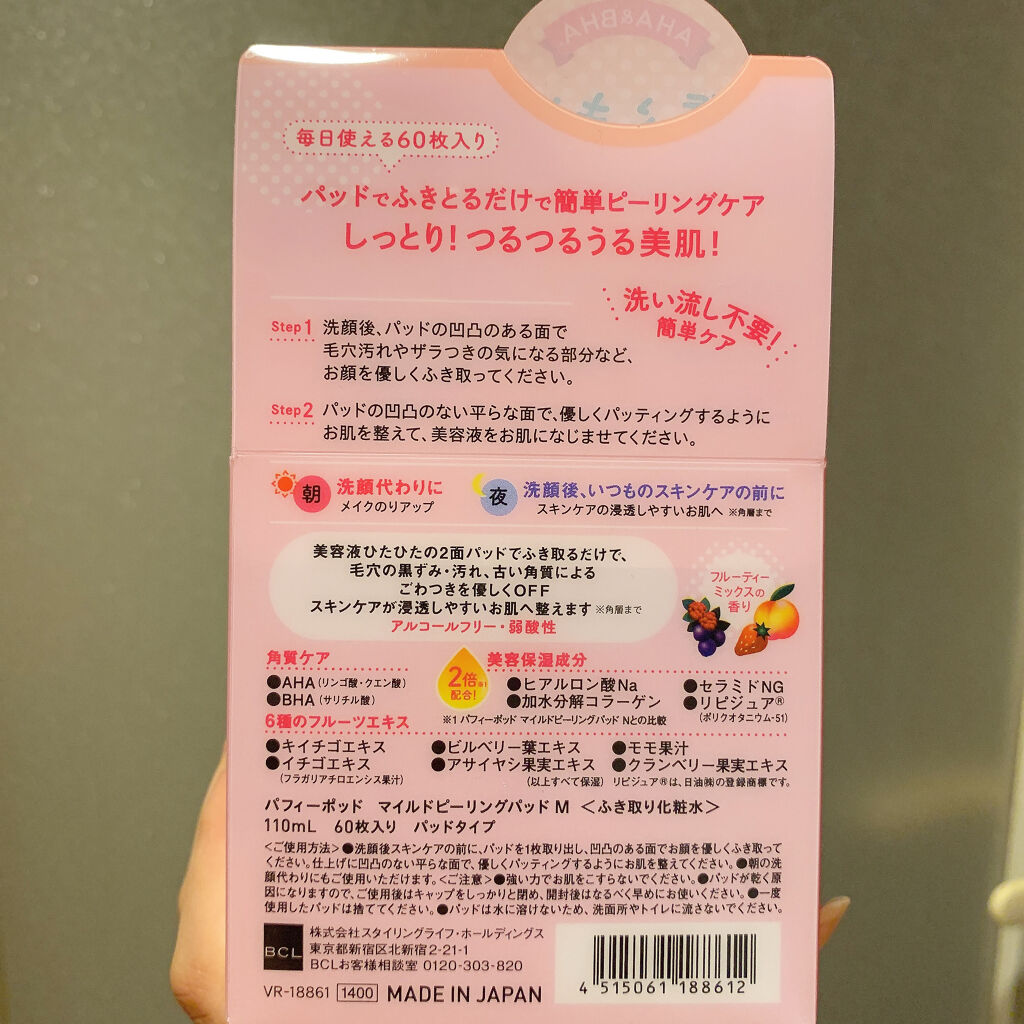 AHA&BHA
毎日使える60枚入り
パッドでふきとるだけで簡単ピーリングケア
しっとり!つるつるうる美肌!
洗い流し不要!
簡単ケア
Step1 洗顔後、パッドの凹凸のある面で
毛穴汚れやザラつきの気になる部分など、
お顔を優しくふき取ってください。
Step2 パッドの凹凸のない平らな面で、優しくパッティングするように
お肌を整えて、美容液をお肌になじませてください。
朝 洗顔代わりに
メイクのりアップ
夜 洗顔後、いつものスキンケアの前に
スキンケアの浸透しやすいお肌へ ※角層まで
美容液ひたひたの2面パッドでふき取るだけで、
毛穴の黒ずみ・汚れ、古い角質による
ごわつきを優しくOFF
スキンケアが浸透しやすいお肌へ整えます ※角層まで
アルコールフリー・弱酸性
フルーティー
ミックスの
香り
角質ケア
●AHA(リンゴ酸・クエン酸)
●BHA(サリチル酸)
2倍※1
配合!
美容保湿成分
●ヒアルロン酸Na ●セラミドNG
●加水分解コラーゲン ●リピジュア®
(ポリクオタニウム-51)
※1 パフィーポッド マイルドピーリングパッド Nとの比較
6種のフルーツエキス
●キイチゴエキス ●ビルベリー葉エキス ●モモ果汁
●イチゴエキス ●アサイヤシ果実エキス ●クランベリー果実エキス
(フラガリアチロエンシス果汁) (以上すべて保湿) リピジュア®は、日油㈱の登録商標です。
パフィーポッド マイルドピーリングパッド M <ふき取り化粧水>
110mL 60枚入り パッドタイプ
<ご使用方法>●洗顔後スキンケアの前に、パッドを1枚取り出し、凹凸のある面でお顔を優しくふき取って
ください。仕上げに凹凸のない平らな面で、優しくパッティングするようにお肌を整えてください。●朝の洗
顔代わりにもご使用いただけます。<ご注意>●強い力でお肌をこすらないでください。●パッドが乾く原
因になりますので、ご使用後はキャップをしっかりと閉め、開封後はなるべく早めにお使いください。●一度
使用したパッドは捨ててください。●パッドは水に溶けないため、洗面所やトイレに流さないでください。
BCL
株式会社スタイリングライフ・ホールディングス
東京都新宿区北新宿2-21-1
BCLお客様相談室 0120-303-820
VR-18861 1400 MADE IN JAPAN
4 515061 188612